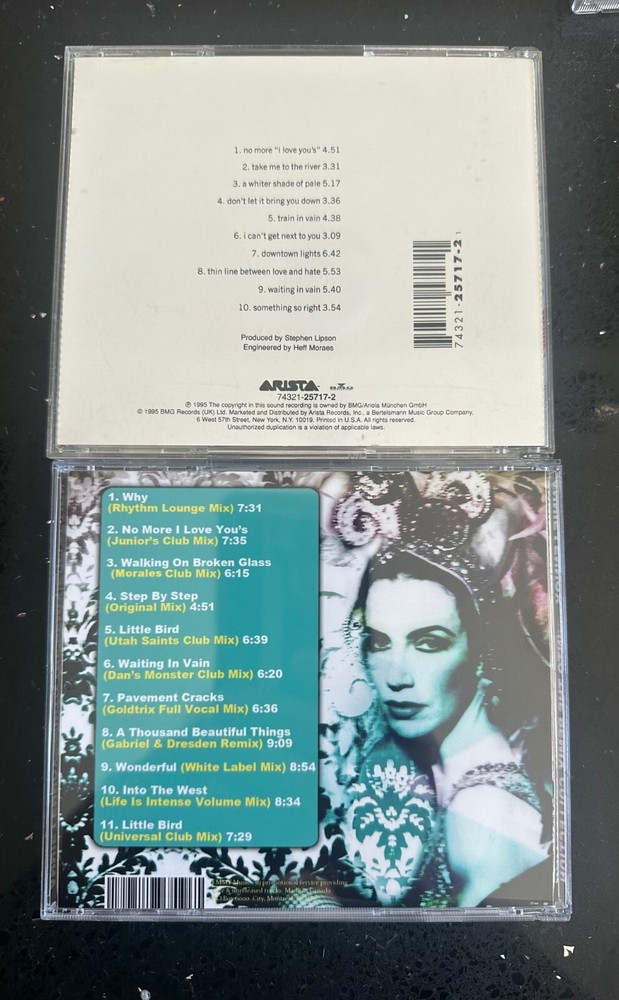 1. no more "i love you's" 4.51
2. take me to the river 3.31
3. a whiter shade of pale 5.17
4. don't let it bring you down 3.36
5. train in vain 4.38
6. i can't get next to you 3.09
7. downtown lights 6.42
8. thin line between love and hate 5.53
9. waiting in vain 5.40
10. something so right 3.54
74321-25717-2
Produced by Stephen Lipson
Engineered by Heff Moraes
ARISTA BMG
74321-25717-2
℗ 1995 The copyright in this sound recording is owned by BMG/Ariola München GmbH
© 1995 BMG Records (UK) Ltd. Marketed and Distributed by Arista Records, Inc., a Bertelsmann Music Group Company,
6 West 57th Street, New York, N.Y. 10019. Printed in U.S.A. All rights reserved.
Unauthorized duplication is a violation of applicable laws.
1. Why
(Rhythm Lounge Mix) 7:31
2. No More I Love You's
(Junior's Club Mix) 7:35
3. Walking On Broken Glass
(Morales Club Mix) 6:15
4. Step By Step
(Original Mix) 4:51
5. Little Bird
(Utah Saints Club Mix) 6:39
6. Waiting In Vain
(Dan's Monster Club Mix) 6:20
7. Pavement Cracks
(Goldtrix Full Vocal Mix) 6:36
8. A Thousand Beautiful Things
(Gabriel & Dresden Remix) 9:09
9. Wonderful (White Label Mix) 8:54
10. Into The West
(Life Is Intense Volume Mix) 8:34
11. Little Bird
(Universal Club Mix) 7:29
promotional service providing